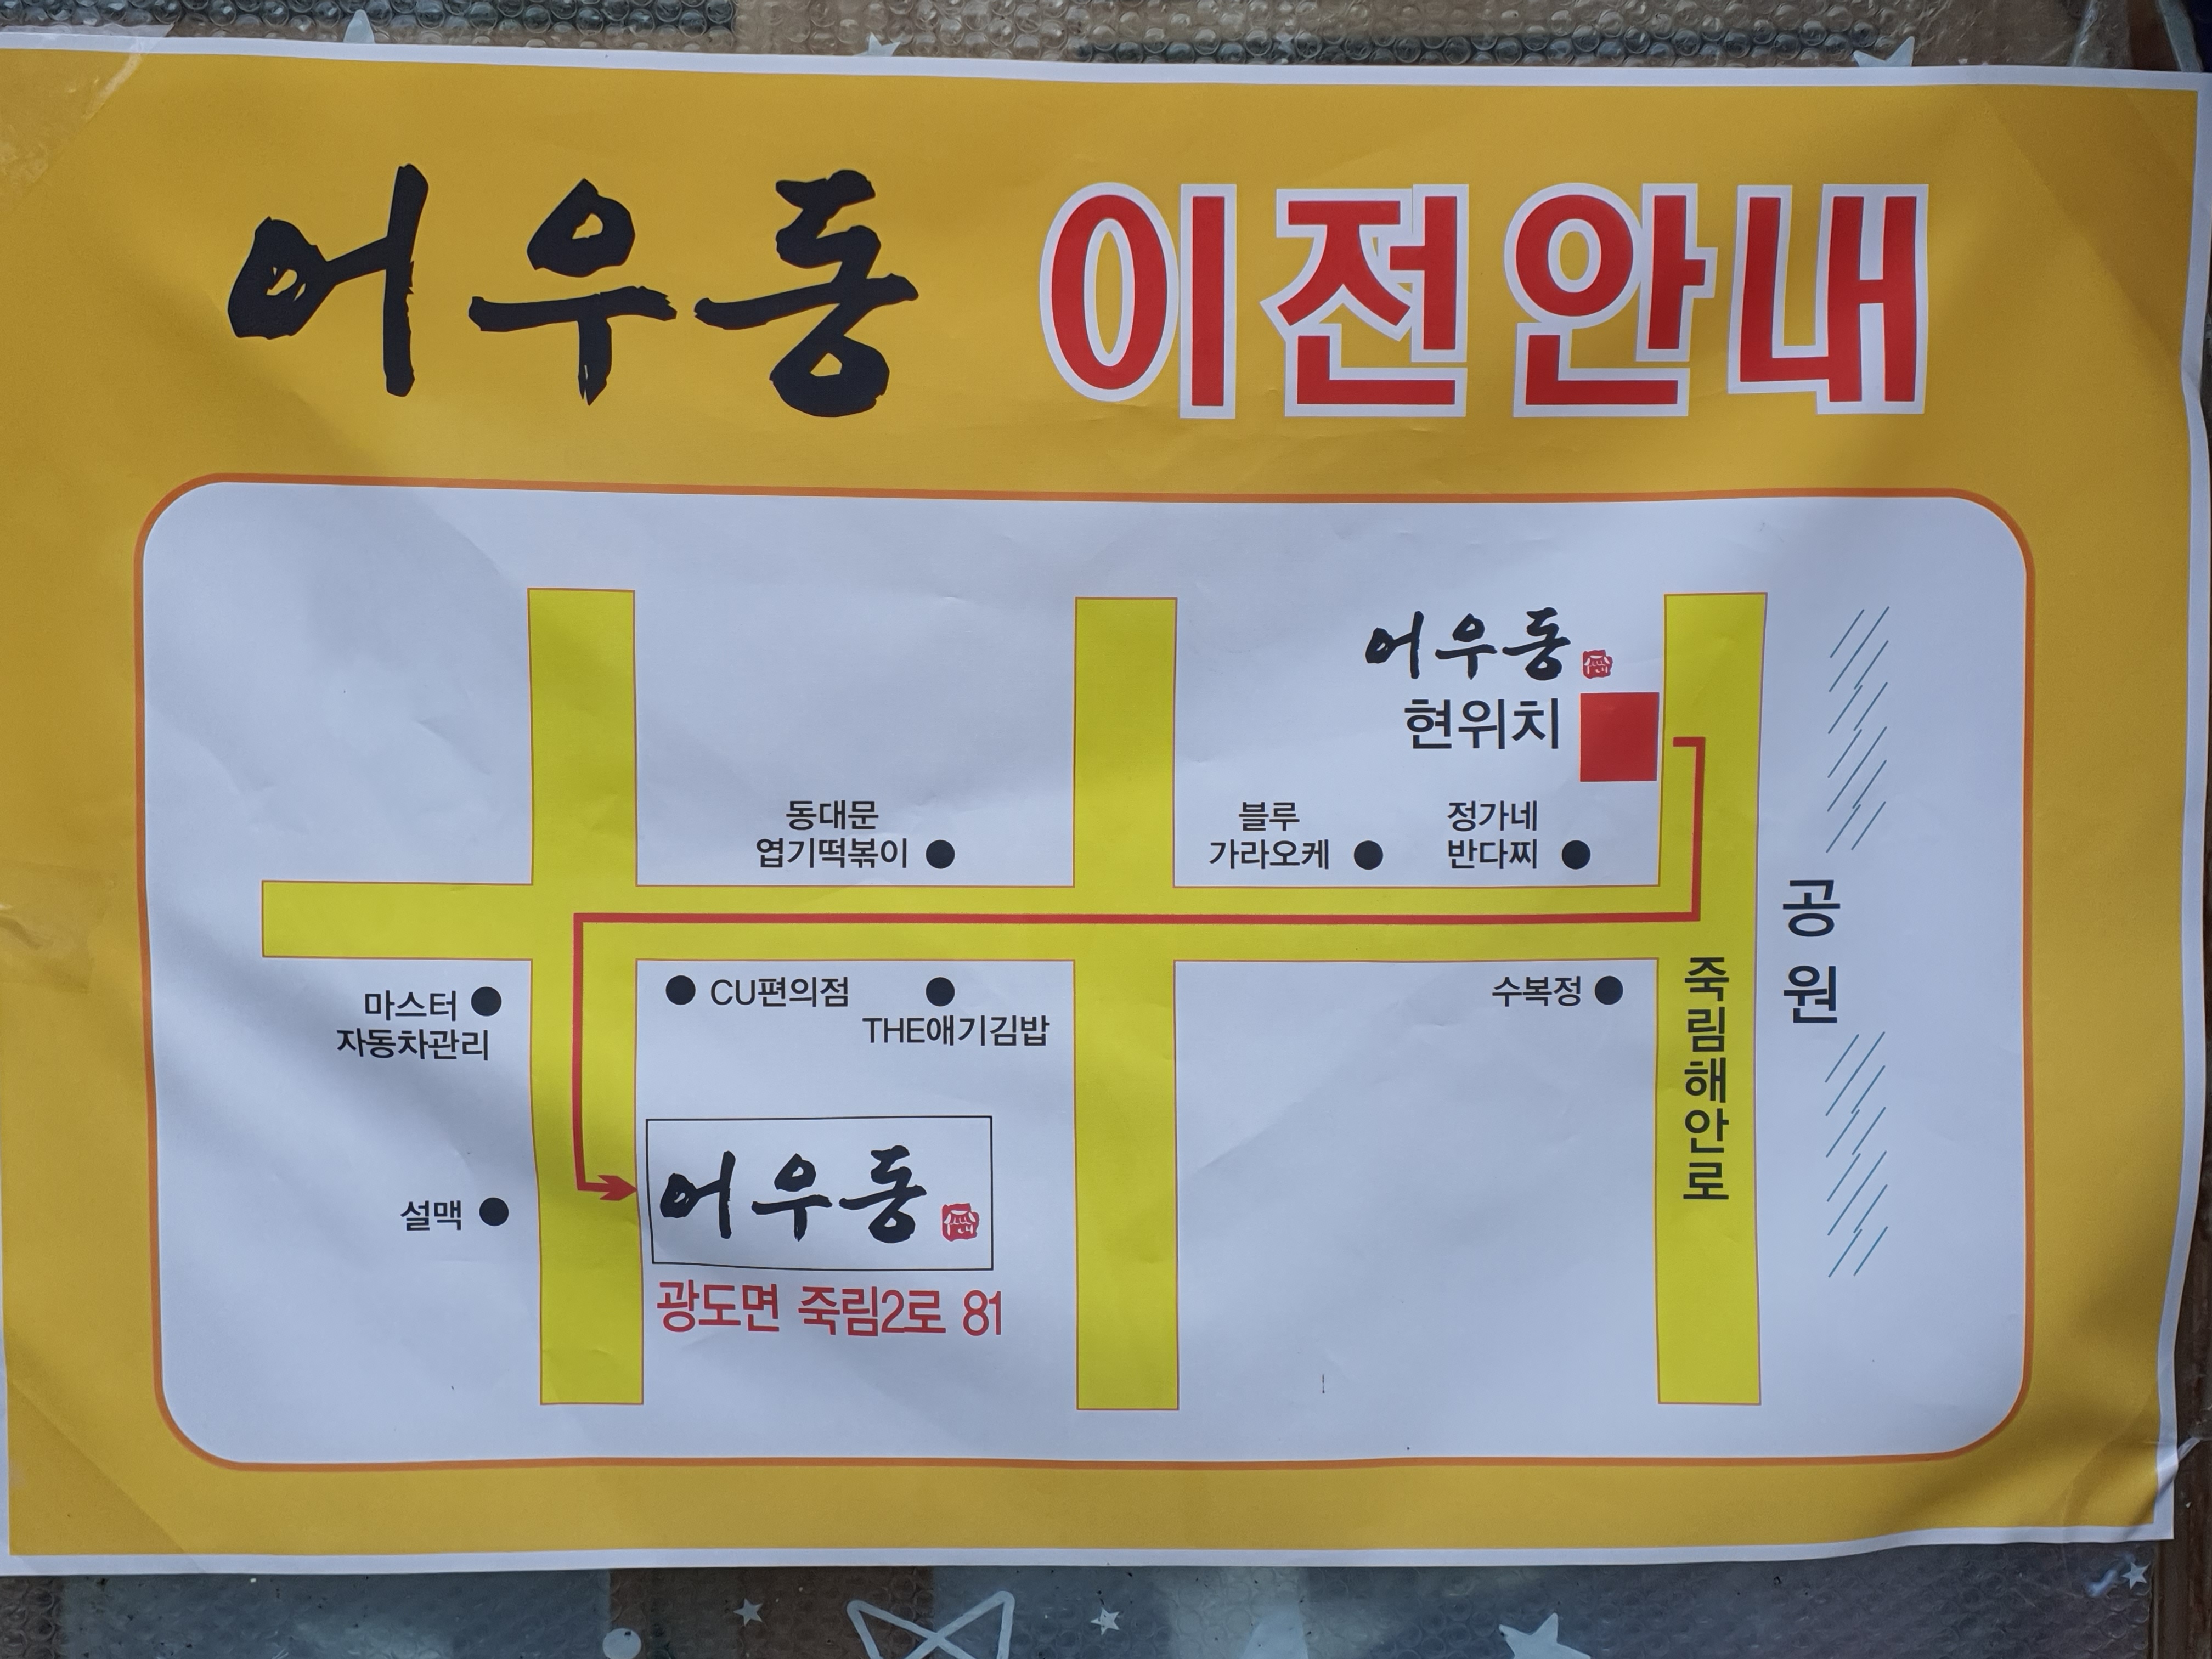 어우동 이전안내
어우동
현위치
동대문
엽기떡볶이
블루
가라오케
정가네
반다찌
공원
마스터
자동차관리
CU편의점
THE애기김밥
수복정
죽림해안로
설맥
어우동
광도면 죽림2로 81